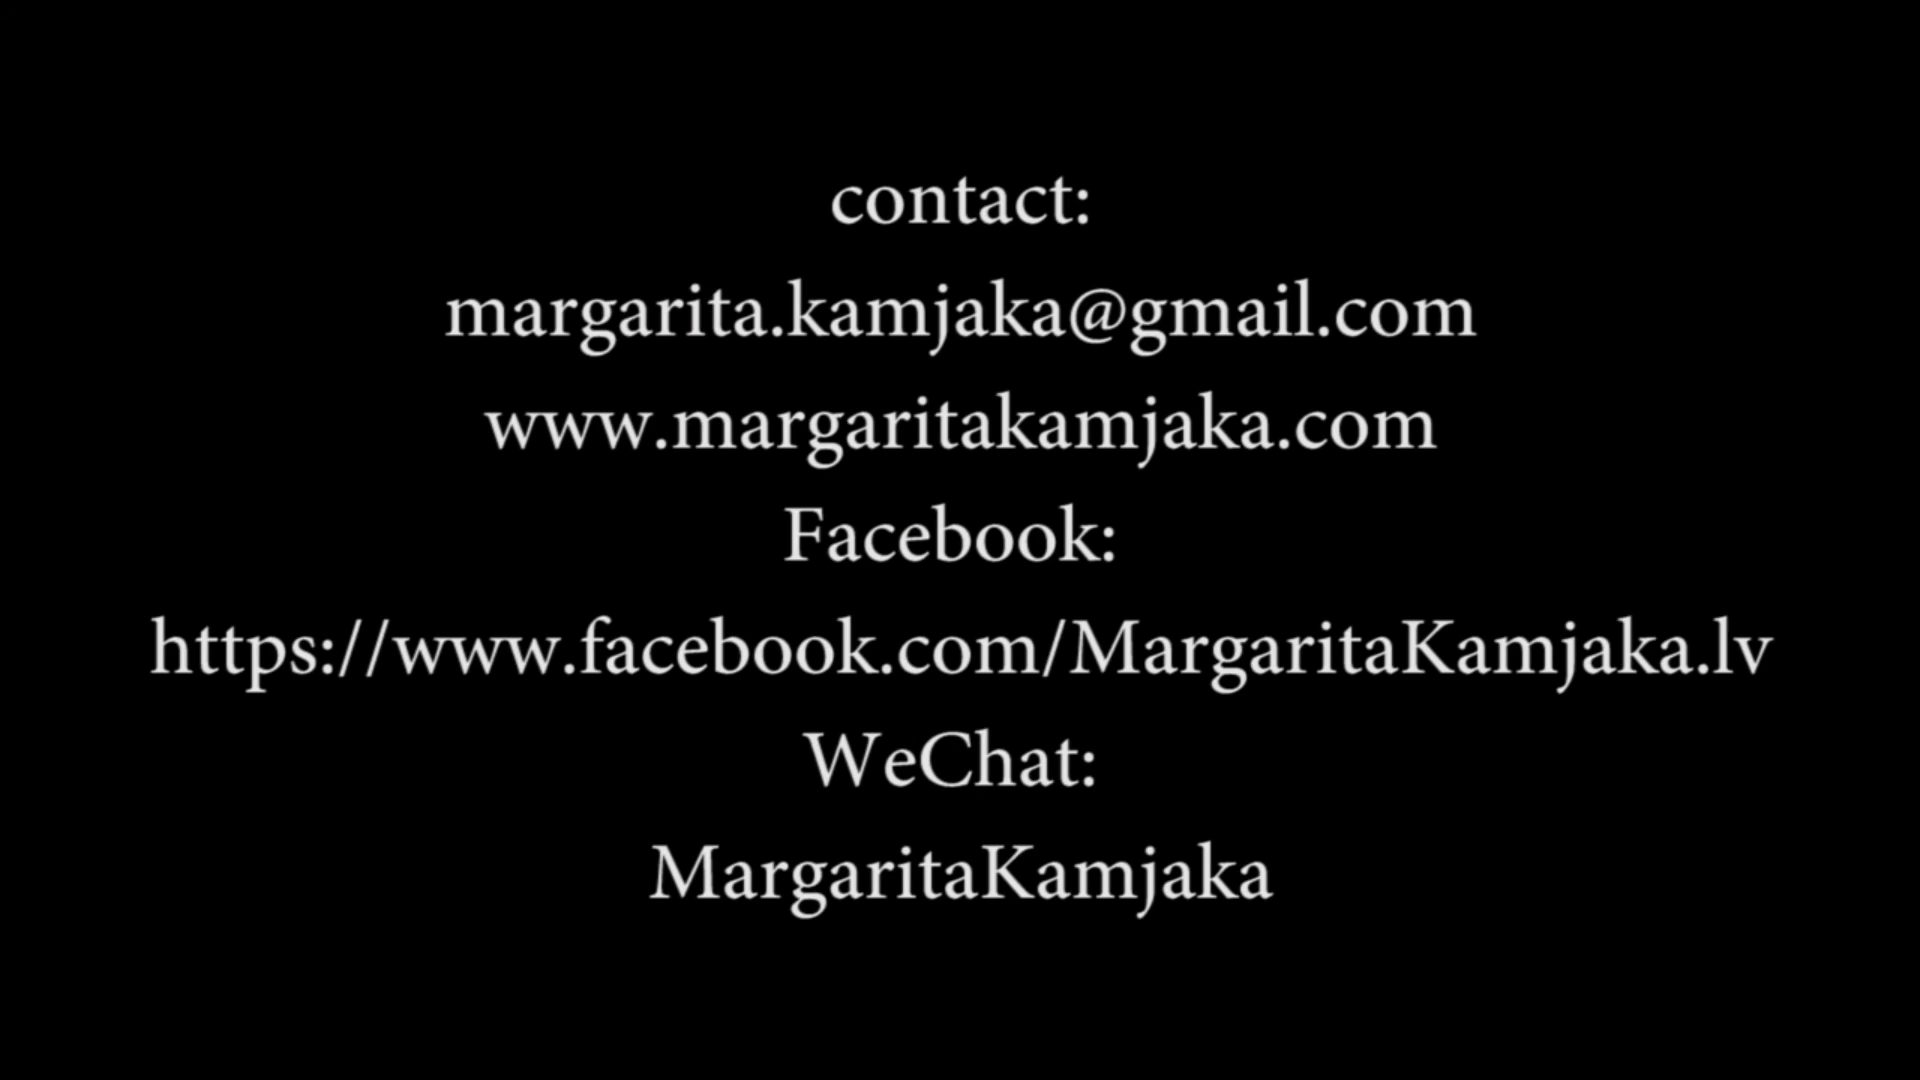 contact:
margarita.kamjaka@gmail.com
www.margaritakamjaka.com
Facebook:
https://www.facebook.com/MargaritaKamjaka.lv
WeChat:
MargaritaKamjaka